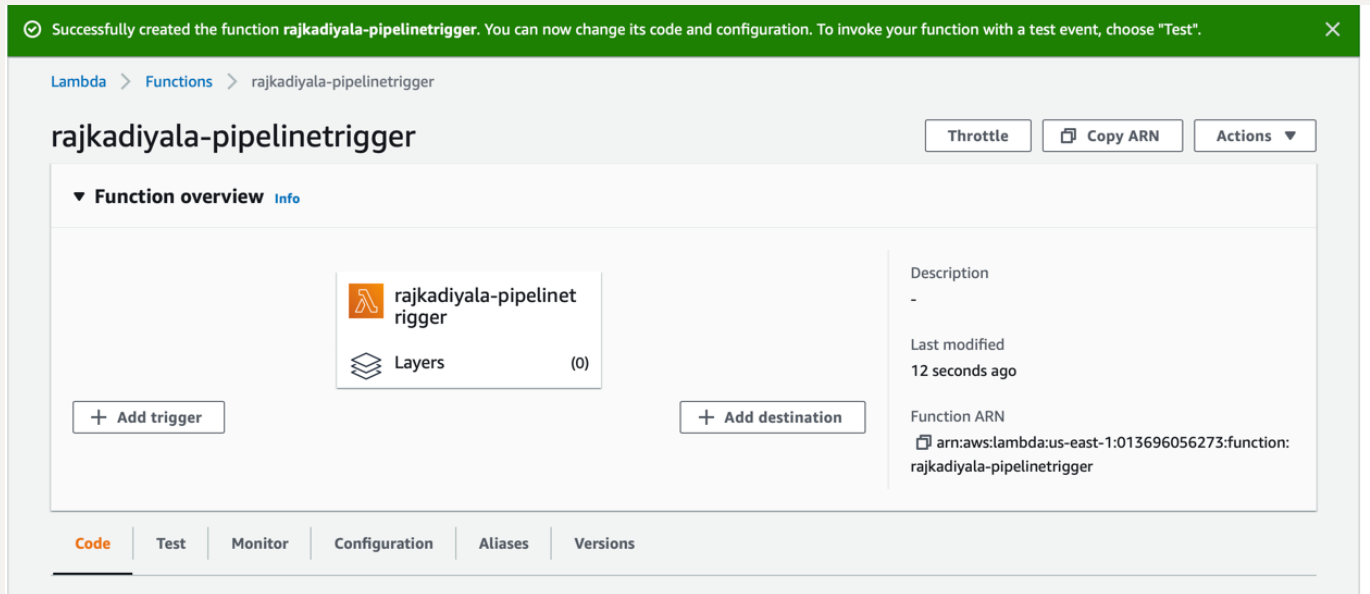 Successfully created the function rajkadiyala-pipelinetrigger. You can now change its code and configuration. To invoke your function with a test event, choose "Test".
Lambda > Functions > rajkadiyala-pipelinetrigger
rajkadiyala-pipelinetrigger
Throttle
Copy ARN
Actions
Function overview Info
rajkadiyala-pipelinet
rigger
Layers (0)
Add trigger
Add destination
Description
-
Last modified
12 seconds ago
Function ARN
arn:aws:lambda:us-east-1:013696056273:function:
rajkadiyala-pipelinetrigger
Code Test Monitor Configuration Aliases Versions